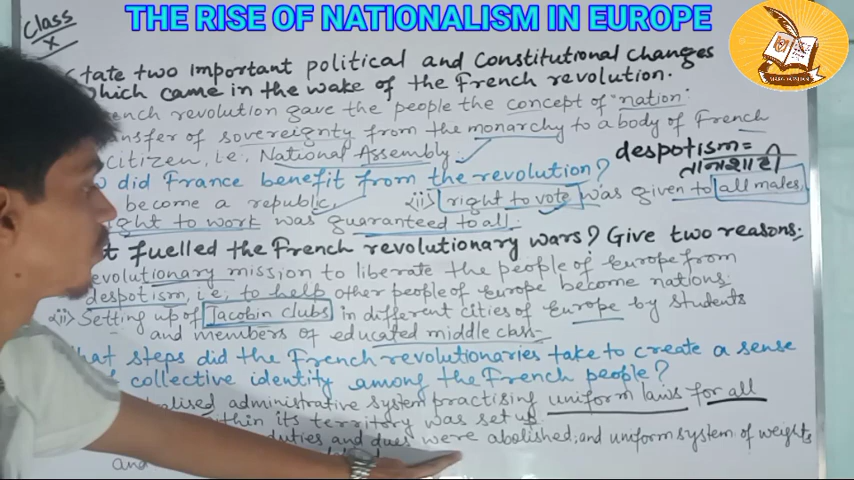 THE RISE OF NATIONALISM IN EUROPE
Class
X
State two important political and constitutional changes
which came in the wake of the French revolution.
ench revolution gave the people the concept of "nation".
ansfer of sovereignty from the monarchy to a body of French
citizen, i.e., National Assembly.
despotism =
तानाशाही
did France benefit from the revolution?
become a republic. (ii) right to vote was given to all males,
ight to work was guaranteed to all.
t fuelled the French revolutionary wars? Give two reasons:
evolutionary mission to liberate the people of Europe from
despotism, i.e, to help other people of Europe become nations.
(ii) Setting up of Jacobin clubs in different cities of Europe by students
and members of educated middle class
hat steps did the French revolutionaries take to create a sense
of collective identity among the French people?
alised administrative system practising uniform laws for all
within its territory was set up.
duties and dues were abolished, and uniform system of weights
and